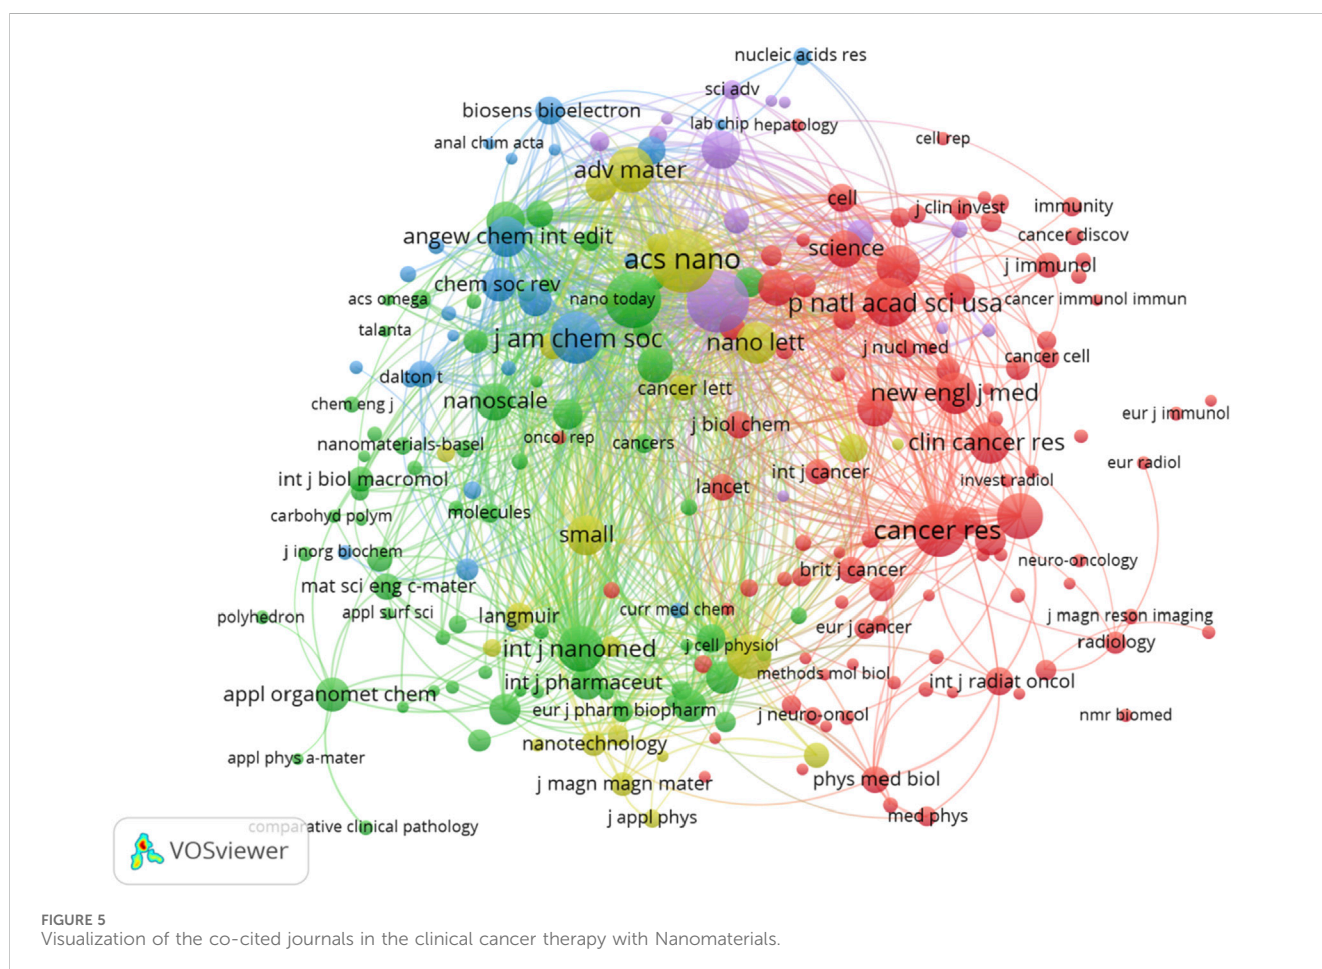 nucleic acids res
sci adv
biosens bioelectron
lab chip
hepatology
anal chim acta
cell rep
adv mater
cell
j clin invest
immunity
angew chem int edit
cancer discov
science
acs nano
j immunol
chem soc rev
acs omega
nano today
p natl acad sci usa
cancer immunol immun
talanta
j am chem soc
nano lett
j nucl med
cancer cell
dalton t
cancer lett
new engl j med
chem eng j
nanoscale
eur j immunol
j biol chem
oncol rep
cancers
nanomaterials-basel
clin cancer res
eur radiol
int j cancer
int j biol macromol
invest radiol
lancet
carbohyd polym
molecules
small
cancer res
j inorg biochem
neuro-oncology
brit j cancer
mat sci eng c-mater
curr med chem
appl surf sci
polyhedron
langmuir
j magn reson imaging
eur j cancer
radiology
int j nanomed
j cell physiol
methods mol biol
int j pharmaceut
int j radiat oncol
appl organomet chem
eur j pharm biopharm
j neuro-oncol
nmr biomed
nanotechnology
appl phys a-mater
j magn magn mater
phys med biol
j appl phys
med phys
comparative clinical pathology
VOSviewer
FIGURE 5
Visualization of the co-cited journals in the clinical cancer therapy with Nanomaterials.